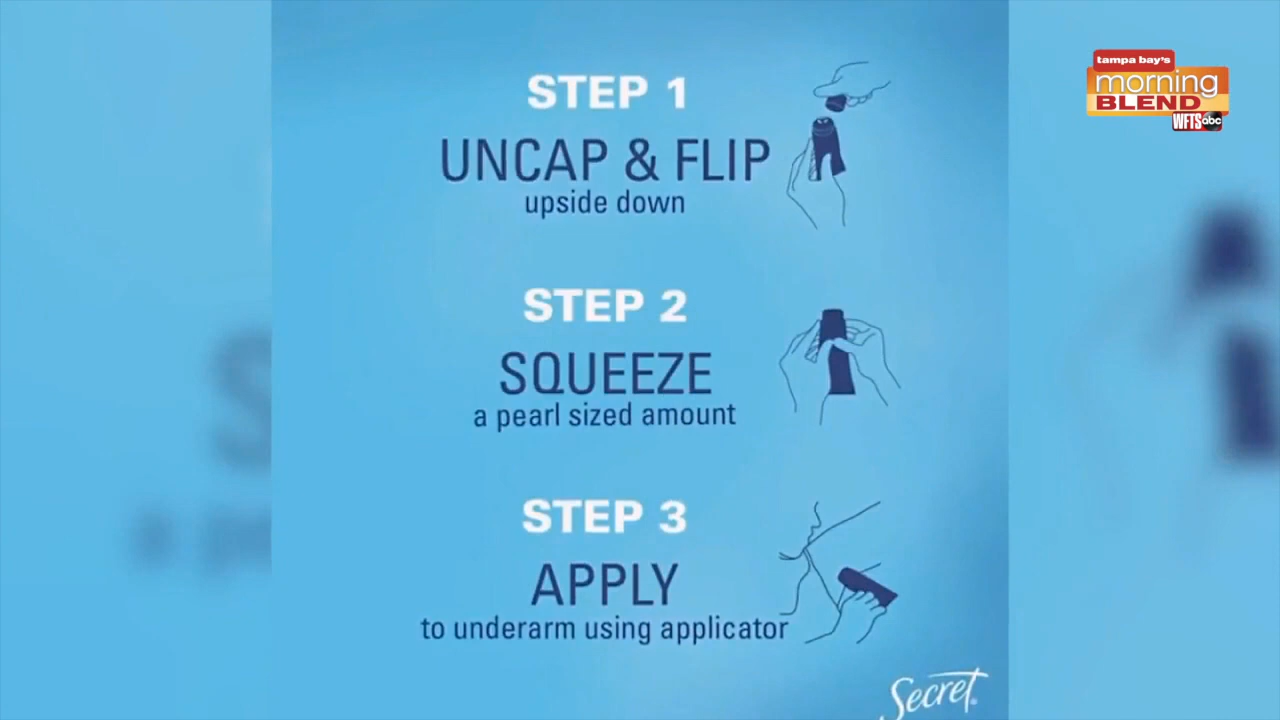 tampa bay's
morning
BLEND
WFTS abc
STEP 1
UNCAP & FLIP
upside down
STEP 2
SQUEEZE
a pearl sized amount
STEP 3
APPLY
to underarm using applicator
Secret®